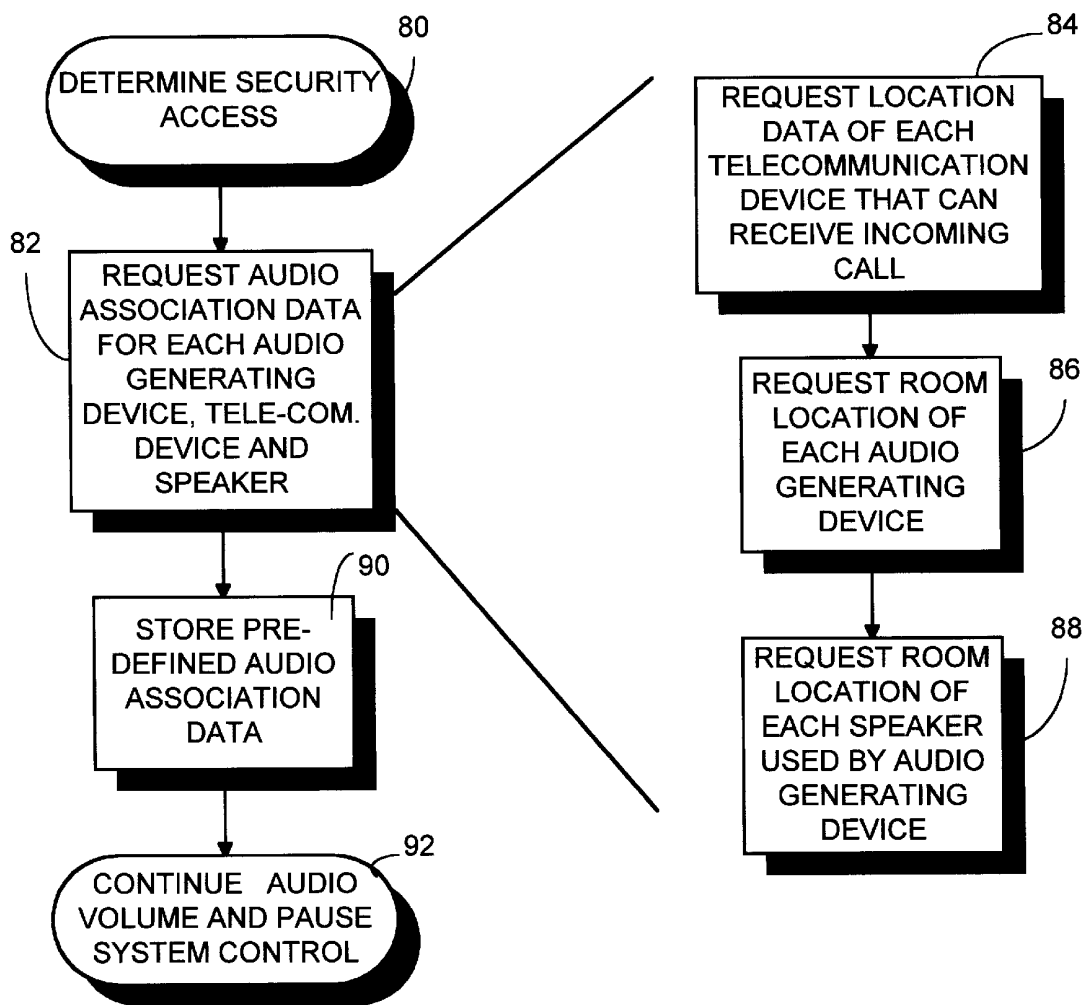 80
DETERMINE SECURITY
ACCESS
82
REQUEST AUDIO
ASSOCIATION DATA
FOR EACH AUDIO
GENERATING
DEVICE, TELE-COM.
DEVICE AND
SPEAKER
90
STORE PRE-
DEFINED AUDIO
ASSOCIATION
DATA
92
CONTINUE AUDIO
VOLUME AND PAUSE
SYSTEM CONTROL
84
REQUEST LOCATION
DATA OF EACH
TELECOMMUNICATION
DEVICE THAT CAN
RECEIVE INCOMING
CALL
86
REQUEST ROOM
LOCATION OF
EACH AUDIO
GENERATING
DEVICE
88
REQUEST ROOM
LOCATION OF
EACH SPEAKER
USED BY AUDIO
GENERATING
DEVICE